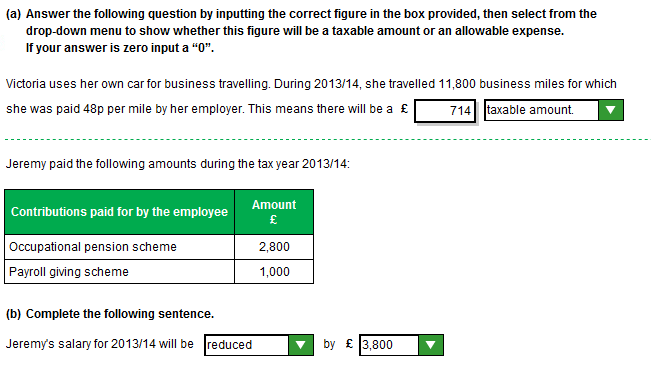 (a) Answer the following question by inputting the correct figure in the box provided, then select from the
drop-down menu to show whether this figure will be a taxable amount or an allowable expense.
If your answer is zero input a “0”.
Victoria uses her own car for business travelling. During 2013/14, she travelled 11,800 business miles for which
she was paid 48p per mile by her employer. This means there will be a £ 714 taxable amount.
Jeremy paid the following amounts during the tax year 2013/14:
Contributions paid for by the employee Amount
£
Occupational pension scheme 2,800
Payroll giving scheme 1,000
(b) Complete the following sentence.
Jeremy's salary for 2013/14 will be reduced by £ 3,800